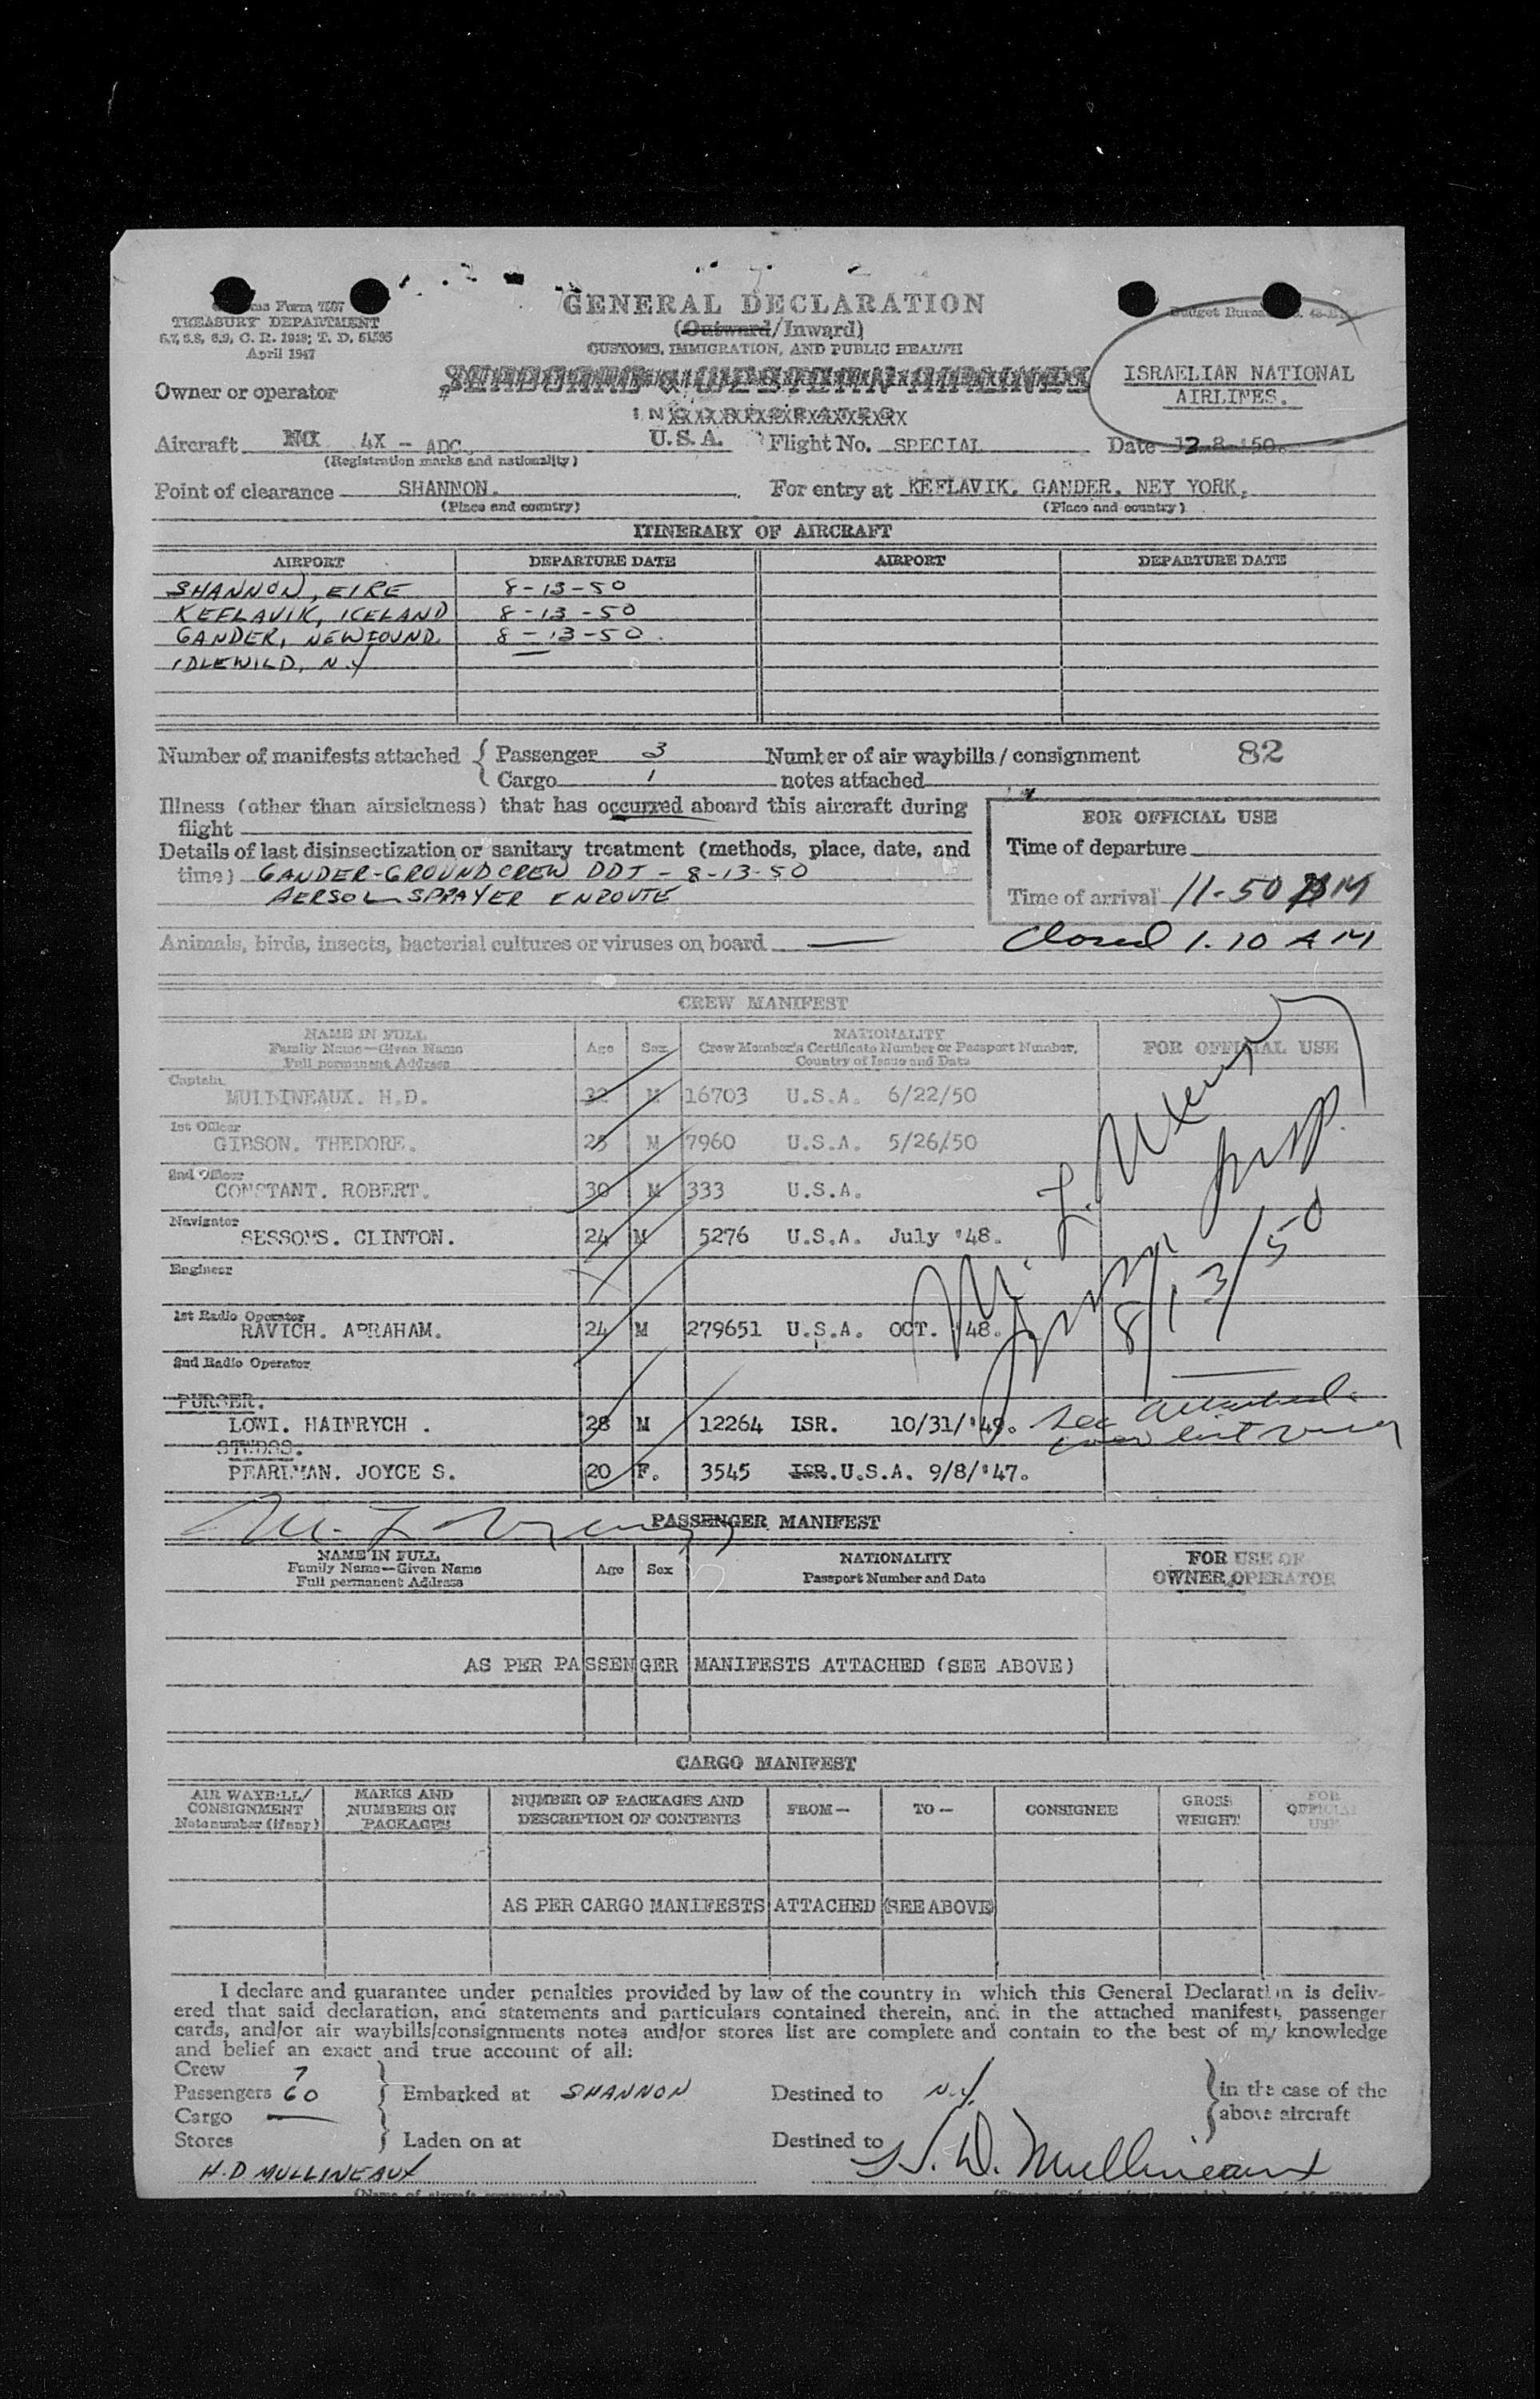 GENERAL DECLARATION
(Outward/Inward)
CUSTOMS, IMMIGRATION, AND PUBLIC HEALTH
Form 7507
TREASURY DEPARTMENT
April 1947
Budget Bureau
Owner or operator
SEABOARD & WESTERN AIRLINES
INCORPORATED
ISRAELIAN NATIONAL
AIRLINES.
Aircraft 4X - ADC. U.S.A. Flight No. SPECIAL Date 13-8-'50.
(Registration marks and nationality)
Point of clearance SHANNON. For entry at KEFLAVIK. GANDER. NEY YORK.
(Place and country) (Place and country)
ITINERARY OF AIRCRAFT
AIRPORT DEPARTURE DATE AIRPORT DEPARTURE DATE
SHANNON, EIRE 8-13-50
KEFLAVIK, ICELAND 8-13-50
GANDER, NEWFOUND. 8-13-50.
IDLEWILD, N.Y
Number of manifests attached { Passenger 3 Number of air waybills / consignment 82
Cargo 1 notes attached
Illness (other than airsickness) that has occurred aboard this aircraft during
flight
FOR OFFICIAL USE
Details of last disinsectization or sanitary treatment (methods, place, date, and
Time of departure
time) GANDER-GROUNDCREW DDT - 8-13-50
AERSOL SPRAYER ENROUTE
Time of arrival 11-50 PM
Animals, birds, insects, bacterial cultures or viruses on board —
Closed 1.10 AM
CREW MANIFEST
NAME IN FULL
Family Name—Given Name
Full permanent Address
Age Sex
NATIONALITY
Crew Member's Certificate Number or Passport Number,
Country of Issue and Date
FOR OFFICIAL USE
Captain
MULLINEAUX. H.D. 32 M 16703 U.S.A. 6/22/50
1st Officer
GIBSON. THEDORE. 25 M 7960 U.S.A. 5/26/50
2nd Officer
CONSTANT. ROBERT. 30 M 333 U.S.A.
Navigator
SESSOMS. CLINTON. 24 M 5276 U.S.A. July '48.
Engineer
1st Radio Operator
RAVICH. ABRAHAM. 24 M 279651 U.S.A. OCT. '48.
8/13/50
2nd Radio Operator
PURSER.
LOWI. HAINRYCH . 28 M 12264 ISR. 10/31/'49.
see attached
STWDSS.
PEARLMAN. JOYCE S. 20 F. 3545 ISR.U.S.A. 9/8/'47.
PASSENGER MANIFEST
NAME IN FULL
Family Name—Given Name
Full permanent Address
Age Sex
NATIONALITY
Passport Number and Date
FOR USE OF
OWNER OPERATOR
AS PER PASSENGER MANIFESTS ATTACHED (SEE ABOVE)
CARGO MANIFEST
AIR WAYBILL/
CONSIGNMENT
Note number (if any)
MARKS AND
NUMBERS ON
PACKAGES
NUMBER OF PACKAGES AND
DESCRIPTION OF CONTENTS
FROM— TO— CONSIGNEE
GROSS
WEIGHT
FOR
OFFICIAL
USE
AS PER CARGO MANIFESTS ATTACHED (SEE ABOVE)
I declare and guarantee under penalties provided by law of the country in which this General Declaration is deliv-
ered that said declaration, and statements and particulars contained therein, and in the attached manifests, passenger
cards, and/or air waybills/consignments notes and/or stores list are complete and contain to the best of my knowledge
and belief an exact and true account of all:
Crew 7
Passengers 60 Embarked at SHANNON Destined to N.Y. in the case of the
Cargo — above aircraft
Stores Laden on at Destined to
H.D MULLINEAUX H. D. Mullineaux
(Name of aircraft commander)